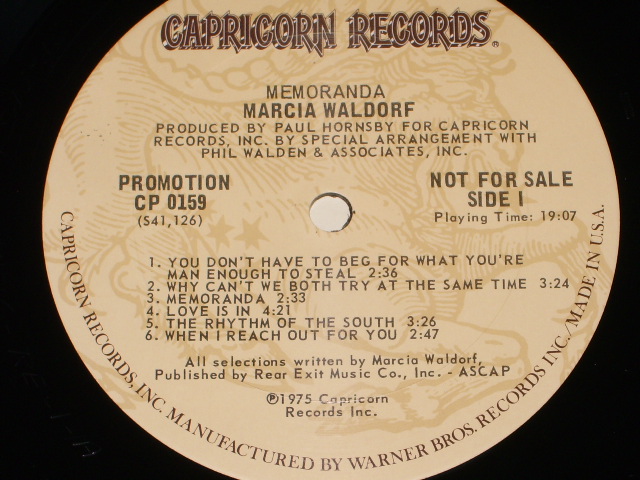 CAPRICORN RECORDS®
MEMORANDA
MARCIA WALDORF
PRODUCED BY PAUL HORNSBY FOR CAPRICORN
RECORDS, INC. BY SPECIAL ARRANGEMENT WITH
PHIL WALDEN & ASSOCIATES, INC.
PROMOTION
CP 0159
(S41,126)
NOT FOR SALE
SIDE I
Playing Time: 19:07
1. YOU DON'T HAVE TO BEG FOR WHAT YOU'RE
MAN ENOUGH TO STEAL 2:36
2. WHY CAN'T WE BOTH TRY AT THE SAME TIME 3:24
3. MEMORANDA 2:33
4. LOVE IS IN 4:21
5. THE RHYTHM OF THE SOUTH 3:26
6. WHEN I REACH OUT FOR YOU 2:47
All selections written by Marcia Waldorf,
Published by Rear Exit Music Co., Inc. - ASCAP
℗1975 Capricorn
Records Inc.
CAPRICORN RECORDS, INC. MANUFACTURED BY WARNER BROS. RECORDS INC./MADE IN U.S.A.